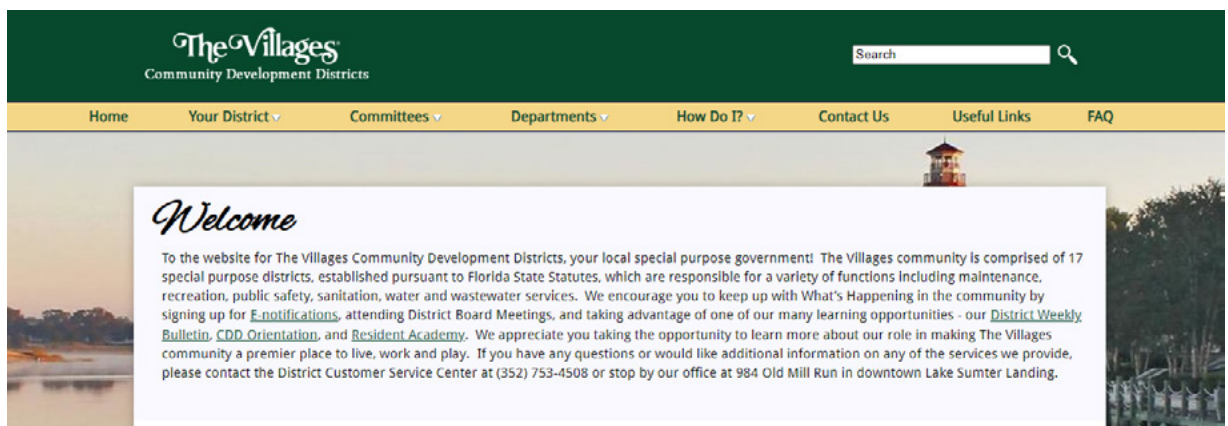 The Villages®
Community Development Districts
Search
Home Your District Committees Departments How Do I? Contact Us Useful Links FAQ
Welcome
To the website for The Villages Community Development Districts, your local special purpose government! The Villages community is comprised of 17
special purpose districts, established pursuant to Florida State Statutes, which are responsible for a variety of functions including maintenance,
recreation, public safety, sanitation, water and wastewater services. We encourage you to keep up with What's Happening in the community by
signing up for E-notifications, attending District Board Meetings, and taking advantage of one of our many learning opportunities - our District Weekly
Bulletin, CDD Orientation, and Resident Academy. We appreciate you taking the opportunity to learn more about our role in making The Villages
community a premier place to live, work and play. If you have any questions or would like additional information on any of the services we provide,
please contact the District Customer Service Center at (352) 753-4508 or stop by our office at 984 Old Mill Run in downtown Lake Sumter Landing.